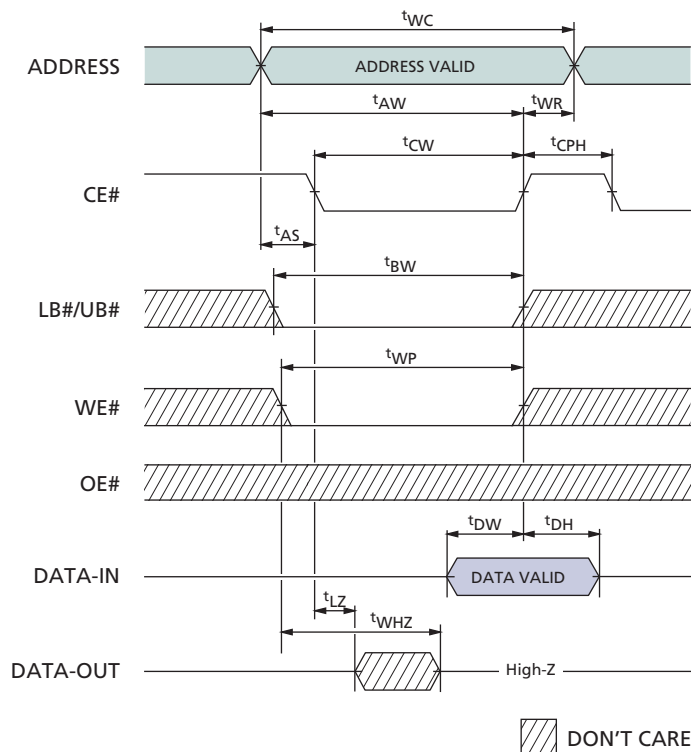 tWC
ADDRESS
ADDRESS VALID
tAW
tWR
tCW
tCPH
CE#
tAS
tBW
LB#/UB#
tWP
WE#
OE#
tDW
tDH
DATA-IN
DATA VALID
tLZ
tWHZ
DATA-OUT
High-Z
DON'T CARE